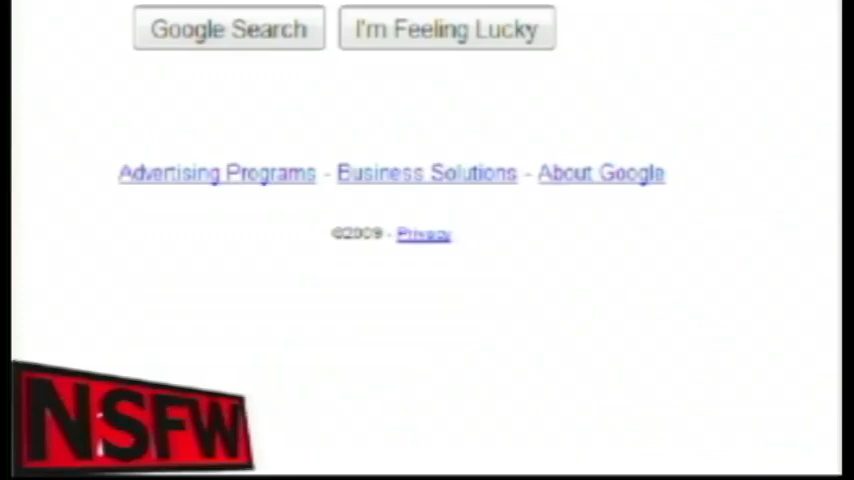 Google Search I'm Feeling Lucky
Advertising Programs - Business Solutions - About Google
©2009 - Privacy
NSFW